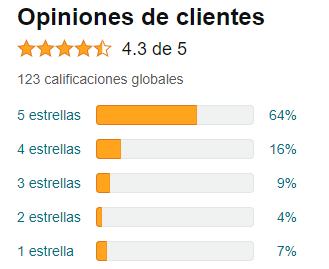 Opiniones de clientes
4.3 de 5
123 calificaciones globales
5 estrellas 64%
4 estrellas 16%
3 estrellas 9%
2 estrellas 4%
1 estrella 7%